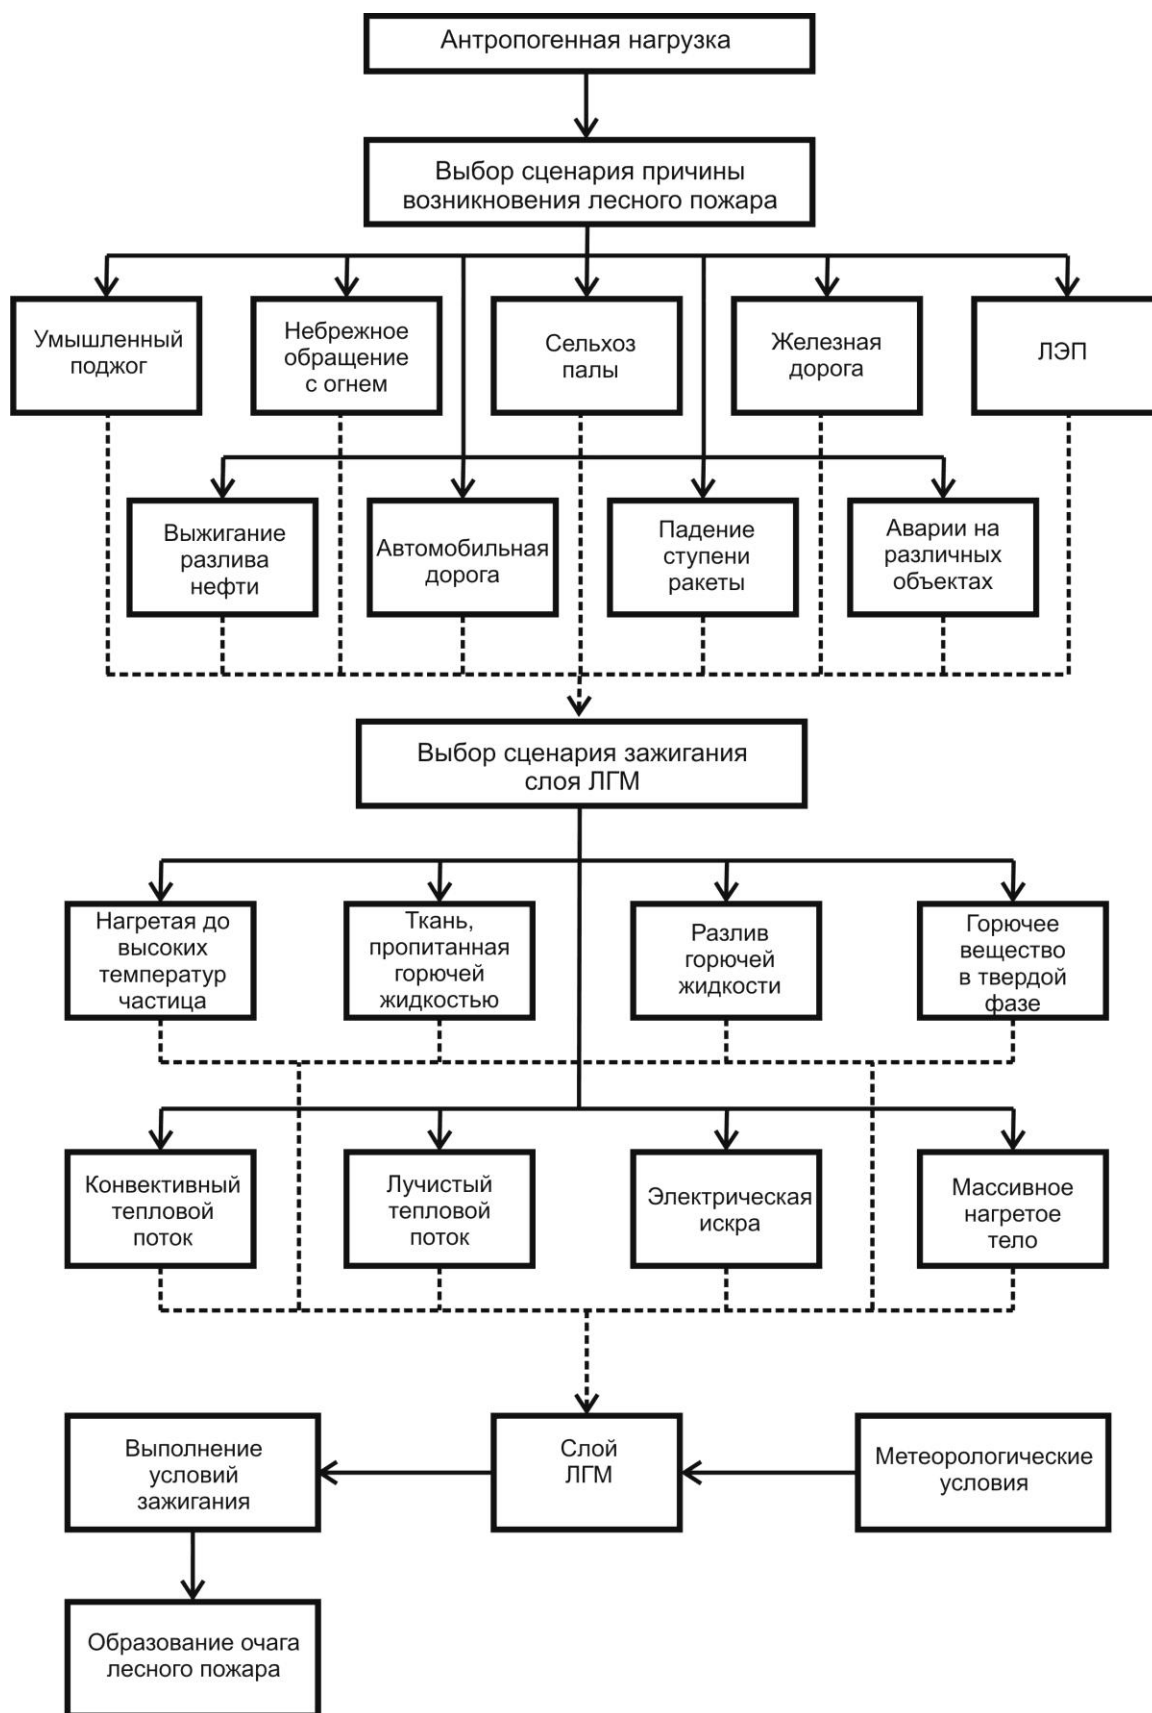 Антропогенная нагрузка
Выбор сценария причины
возникновения лесного пожара
Умышленный
поджог
Небрежное
обращение
с огнем
Сельхоз
палы
Железная
дорога
ЛЭП
Выжигание
разлива
нефти
Автомобильная
дорога
Падение
ступени
ракеты
Аварии на
различных
объектах
Выбор сценария зажигания
слоя ЛГМ
Нагретая до
высоких
температур
частица
Ткань,
пропитанная
горючей
жидкостью
Разлив
горючей
жидкости
Горючее
вещество
в твердой
фазе
Конвективный
тепловой
поток
Лучистый
тепловой
поток
Электрическая
искра
Массивное
нагретое
тело
Выполнение
условий
зажигания
Слой
ЛГМ
Метеорологические
условия
Образование очага
лесного пожара